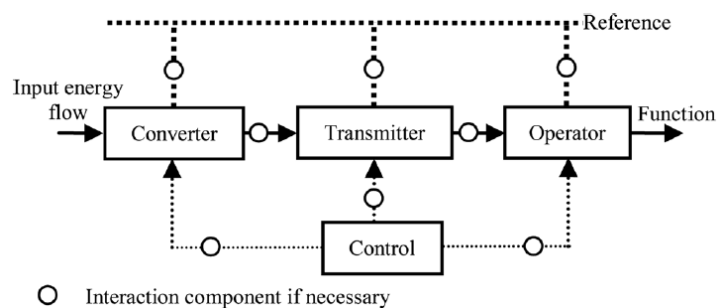 Reference
Input energy
flow
Function
Converter
Transmitter
Operator
Control
Interaction component if necessary